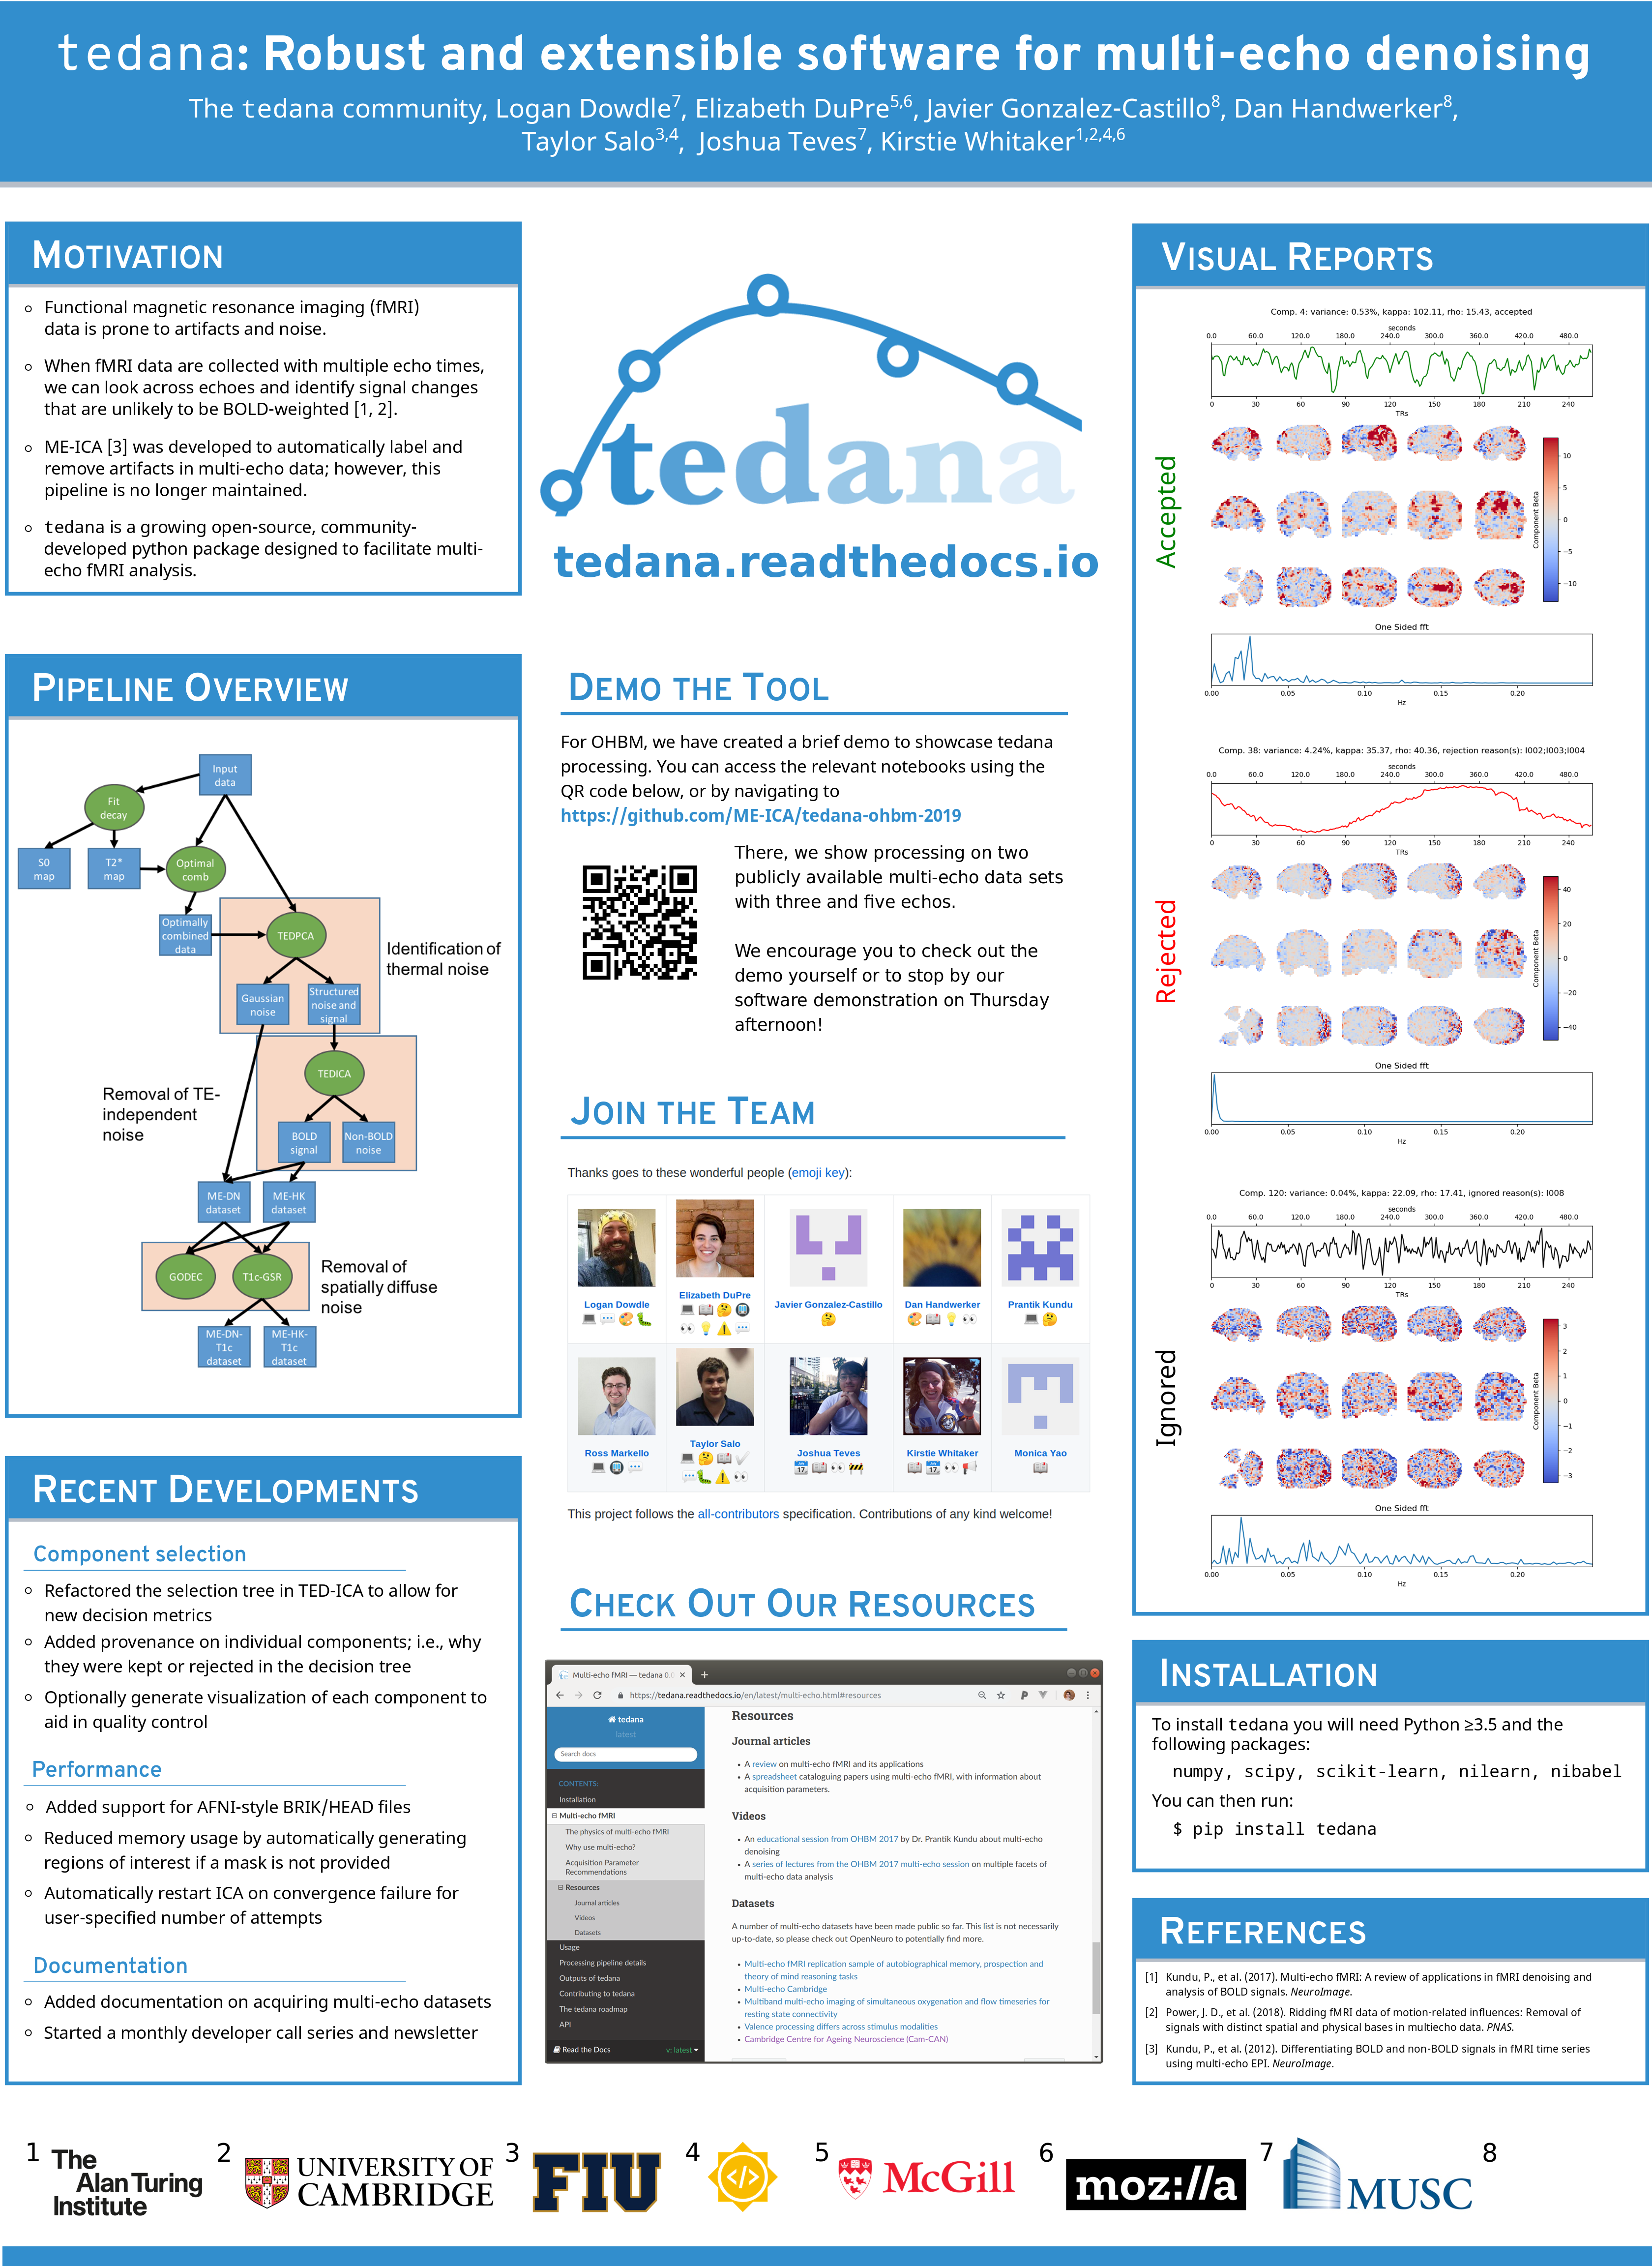 tedana: Robust and extensible software for multi-echo denoising
The tedana community, Logan Dowdle7, Elizabeth DuPre5,6, Javier Gonzalez-Castillo8, Dan Handwerker8,
Taylor Salo3,4, Joshua Teves7, Kirstie Whitaker1,2,4,6
MOTIVATION
Functional magnetic resonance imaging (fMRI)
data is prone to artifacts and noise.
When fMRI data are collected with multiple echo times,
we can look across echoes and identify signal changes
that are unlikely to be BOLD-weighted [1, 2].
ME-ICA [3] was developed to automatically label and
remove artifacts in multi-echo data; however, this
pipeline is no longer maintained.
tedana is a growing open-source, community-
developed python package designed to facilitate multi-
echo fMRI analysis.
PIPELINE OVERVIEW
Input
data
Fit
decay
S0
map
T2*
map
Optimal
comb
Optimally
combined
data
TEDPCA
Identification of
thermal noise
Gaussian
noise
Structured
noise and
signal
TEDICA
Removal of TE-
independent
noise
BOLD
signal
Non-BOLD
noise
ME-DN
dataset
ME-HK
dataset
GODEC
T1c-GSR
Removal of
spatially diffuse
noise
ME-DN-
T1c
dataset
ME-HK-
T1c
dataset
RECENT DEVELOPMENTS
Component selection
Refactored the selection tree in TED-ICA to allow for
new decision metrics
Added provenance on individual components; i.e., why
they were kept or rejected in the decision tree
Optionally generate visualization of each component to
aid in quality control
Performance
Added support for AFNI-style BRIK/HEAD files
Reduced memory usage by automatically generating
regions of interest if a mask is not provided
Automatically restart ICA on convergence failure for
user-specified number of attempts
Documentation
Added documentation on acquiring multi-echo datasets
Started a monthly developer call series and newsletter
tedana
tedana.readthedocs.io
DEMO THE TOOL
For OHBM, we have created a brief demo to showcase tedana
processing. You can access the relevant notebooks using the
QR code below, or by navigating to
https://github.com/ME-ICA/tedana-ohbm-2019
There, we show processing on two
publicly available multi-echo data sets
with three and five echos.
We encourage you to check out the
demo yourself or to stop by our
software demonstration on Thursday
afternoon!
JOIN THE TEAM
Thanks goes to these wonderful people (emoji key):
Logan Dowdle
Elizabeth DuPre
Javier Gonzalez-Castillo
Dan Handwerker
Prantik Kundu
Ross Markello
Taylor Salo
Joshua Teves
Kirstie Whitaker
Monica Yao
This project follows the all-contributors specification. Contributions of any kind welcome!
CHECK OUT OUR RESOURCES
Multi-echo fMRI — tedana 0.0
https://tedana.readthedocs.io/en/latest/multi-echo.html#resources
tedana
latest
Search docs
CONTENTS:
Installation
Multi-echo fMRI
The physics of multi-echo fMRI
Why use multi-echo?
Acquisition Parameter
Recommendations
Resources
Journal articles
Videos
Datasets
Usage
Processing pipeline details
Outputs of tedana
Contributing to tedana
The tedana roadmap
API
Read the Docs
v: latest
Resources
Journal articles
A review on multi-echo fMRI and its applications
A spreadsheet cataloguing papers using multi-echo fMRI, with information about
acquisition parameters.
Videos
An educational session from OHBM 2017 by Dr. Prantik Kundu about multi-echo
denoising
A series of lectures from the OHBM 2017 multi-echo session on multiple facets of
multi-echo data analysis
Datasets
A number of multi-echo datasets have been made public so far. This list is not necessarily
up-to-date, so please check out OpenNeuro to potentially find more.
Multi-echo fMRI replication sample of autobiographical memory, prospection and
theory of mind reasoning tasks
Multi-echo Cambridge
Multiband multi-echo imaging of simultaneous oxygenation and flow timeseries for
resting state connectivity
Valence processing differs across stimulus modalities
Cambridge Centre for Ageing Neuroscience (Cam-CAN)
VISUAL REPORTS
Accepted
Comp. 4: variance: 0.53%, kappa: 102.11, rho: 15.43, accepted
seconds
0.0 60.0 120.0 180.0 240.0 300.0 360.0 420.0 480.0
0 30 60 90 120 150 180 210 240
TRs
10
5
0
−5
−10
Component Beta
One Sided fft
0.00 0.05 0.10 0.15 0.20
Hz
Rejected
Comp. 38: variance: 4.24%, kappa: 35.37, rho: 40.36, rejection reason(s): I002;I003;I004
seconds
0.0 60.0 120.0 180.0 240.0 300.0 360.0 420.0 480.0
0 30 60 90 120 150 180 210 240
TRs
40
20
0
−20
−40
Component Beta
One Sided fft
0.00 0.05 0.10 0.15 0.20
Hz
Ignored
Comp. 120: variance: 0.04%, kappa: 22.09, rho: 17.41, ignored reason(s): I008
seconds
0.0 60.0 120.0 180.0 240.0 300.0 360.0 420.0 480.0
0 30 60 90 120 150 180 210 240
TRs
3
2
1
0
−1
−2
−3
Component Beta
One Sided fft
0.00 0.05 0.10 0.15 0.20
Hz
INSTALLATION
To install tedana you will need Python ≥3.5 and the
following packages:
numpy, scipy, scikit-learn, nilearn, nibabel
You can then run:
$ pip install tedana
REFERENCES
[1] Kundu, P., et al. (2017). Multi-echo fMRI: A review of applications in fMRI denoising and
analysis of BOLD signals. NeuroImage.
[2] Power, J. D., et al. (2018). Ridding fMRI data of motion-related influences: Removal of
signals with distinct spatial and physical bases in multiecho data. PNAS.
[3] Kundu, P., et al. (2012). Differentiating BOLD and non-BOLD signals in fMRI time series
using multi-echo EPI. NeuroImage.
1
The
Alan Turing
Institute
2
UNIVERSITY OF
CAMBRIDGE
3
FIU
4
</>
5
McGill
6
moz://a
7
MUSC
8